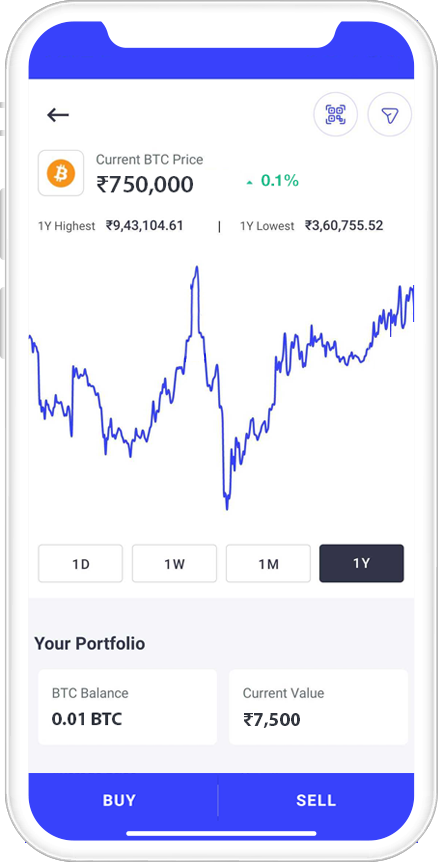 Current BTC Price
₹750,000
0.1%
1Y Highest ₹9,43,104.61 | 1Y Lowest ₹3,60,755.52
1D 1W 1M 1Y
Your Portfolio
BTC Balance Current Value
0.01 BTC ₹7,500
BUY SELL